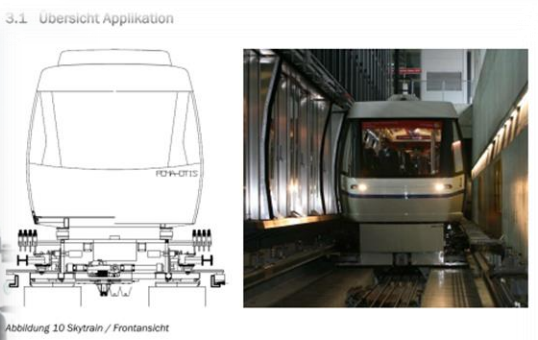 3.1 Übersicht Applikation
POMA-OTIS
Abbildung 10 Skytrain / Frontansicht